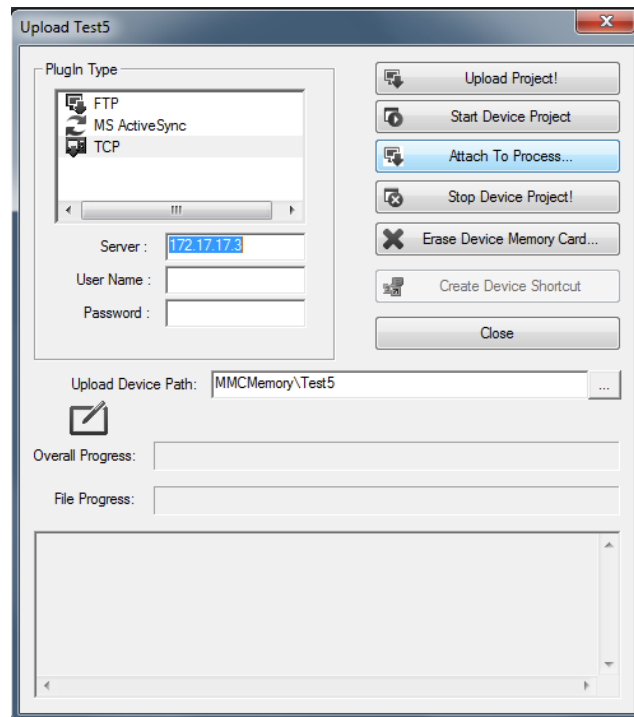 Upload Test5
PlugIn Type
FTP
MS ActiveSync
TCP
Server :
172.17.17.3
User Name :
Password :
Upload Project!
Start Device Project
Attach To Process...
Stop Device Project!
Erase Device Memory Card...
Create Device Shortcut
Close
Upload Device Path:
MMCMemory\Test5
...
Overall Progress:
File Progress: